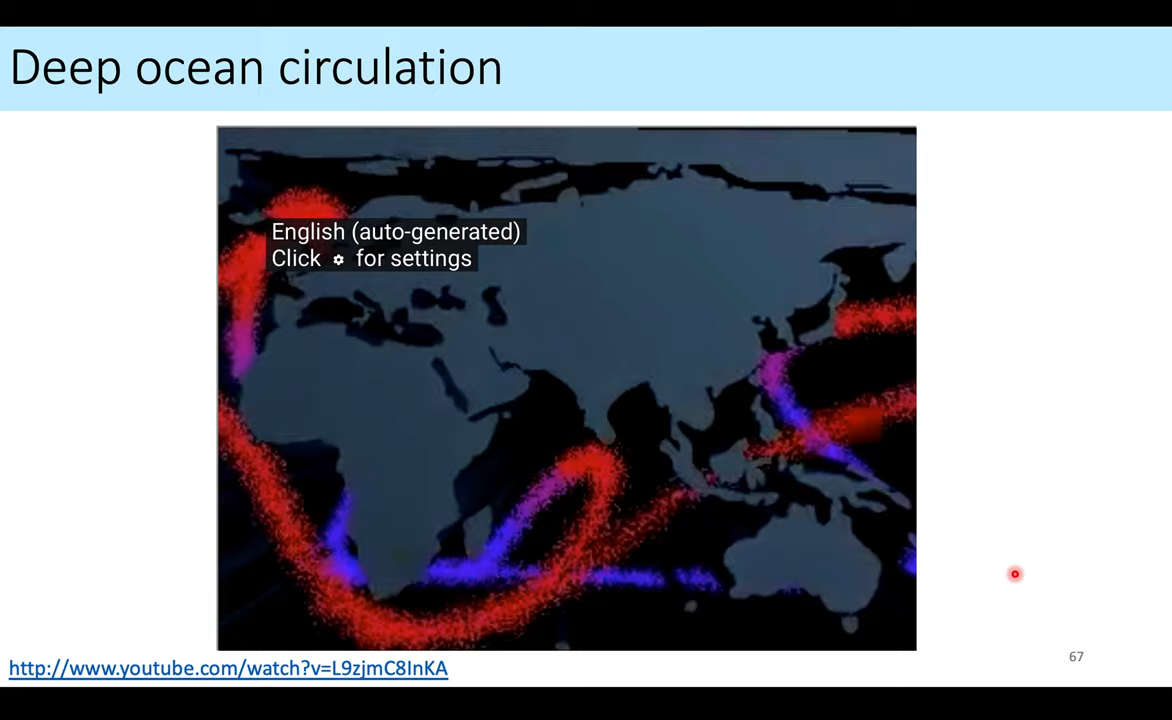 Deep ocean circulation
English (auto-generated)
Click ⚙ for settings
http://www.youtube.com/watch?v=L9zjmC8InKA
67